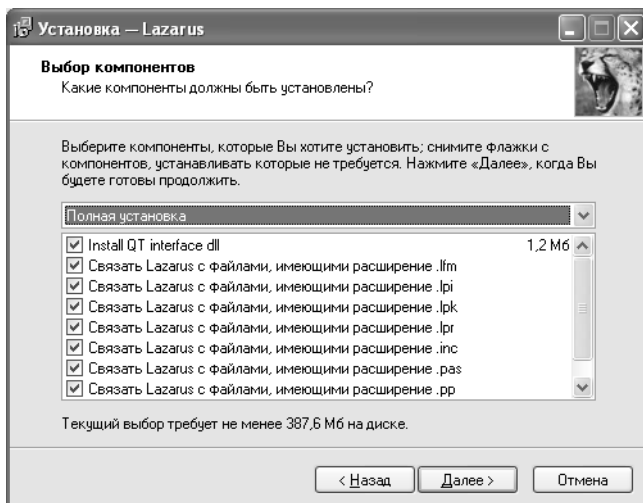 Установка — Lazarus
Выбор компонентов
Какие компоненты должны быть установлены?
Выберите компоненты, которые Вы хотите установить; снимите флажки с
компонентов, устанавливать которые не требуется. Нажмите «Далее», когда Вы
будете готовы продолжить.
Полная установка
Install QT interface dll 1,2 Мб
Связать Lazarus с файлами, имеющими расширение .lfm
Связать Lazarus с файлами, имеющими расширение .lpi
Связать Lazarus с файлами, имеющими расширение .lpk
Связать Lazarus с файлами, имеющими расширение .lpr
Связать Lazarus с файлами, имеющими расширение .inc
Связать Lazarus с файлами, имеющими расширение .pas
Связать Lazarus с файлами, имеющими расширение .pp
Текущий выбор требует не менее 387,6 Мб на диске.
< Назад Далее > Отмена